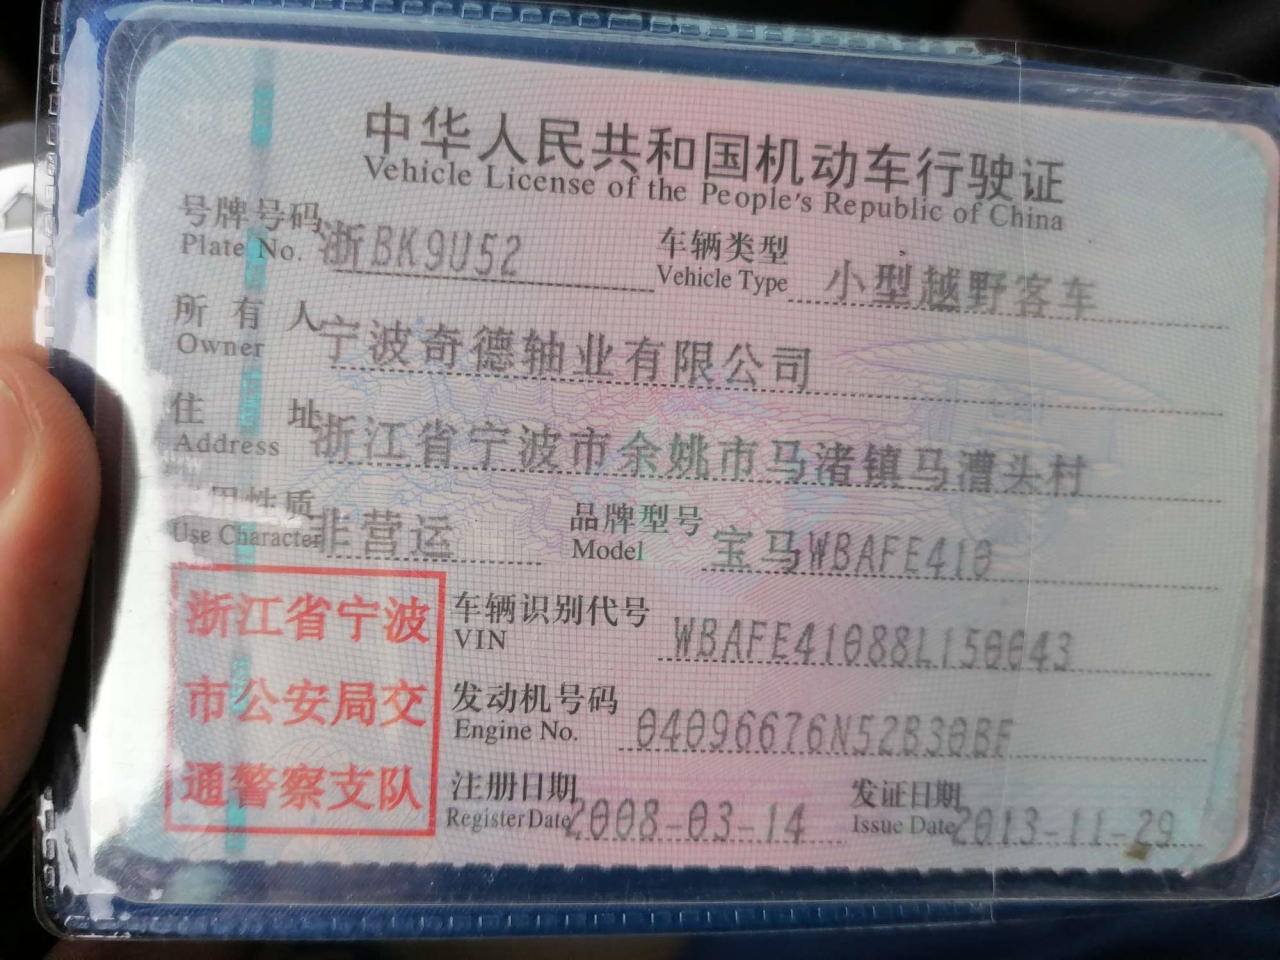 中华人民共和国机动车行驶证
Vehicle License of the People's Republic of China
号牌号码 浙BK9U52 车辆类型 小型越野客车
Plate No. Vehicle Type
所有人 宁波奇德轴业有限公司
Owner
住址 浙江省宁波市余姚市马渚镇马漕头村
Address
用性质 非营运 品牌型号 宝马WBAFE410
Use Character Model
浙江省宁波
市公安局交
通警察支队
车辆识别代号 WBAFE41088L150043
VIN
发动机号码 04096676N52B30BF
Engine No.
注册日期 2008-03-14 发证日期 2013-11-29
Register Date Issue Date